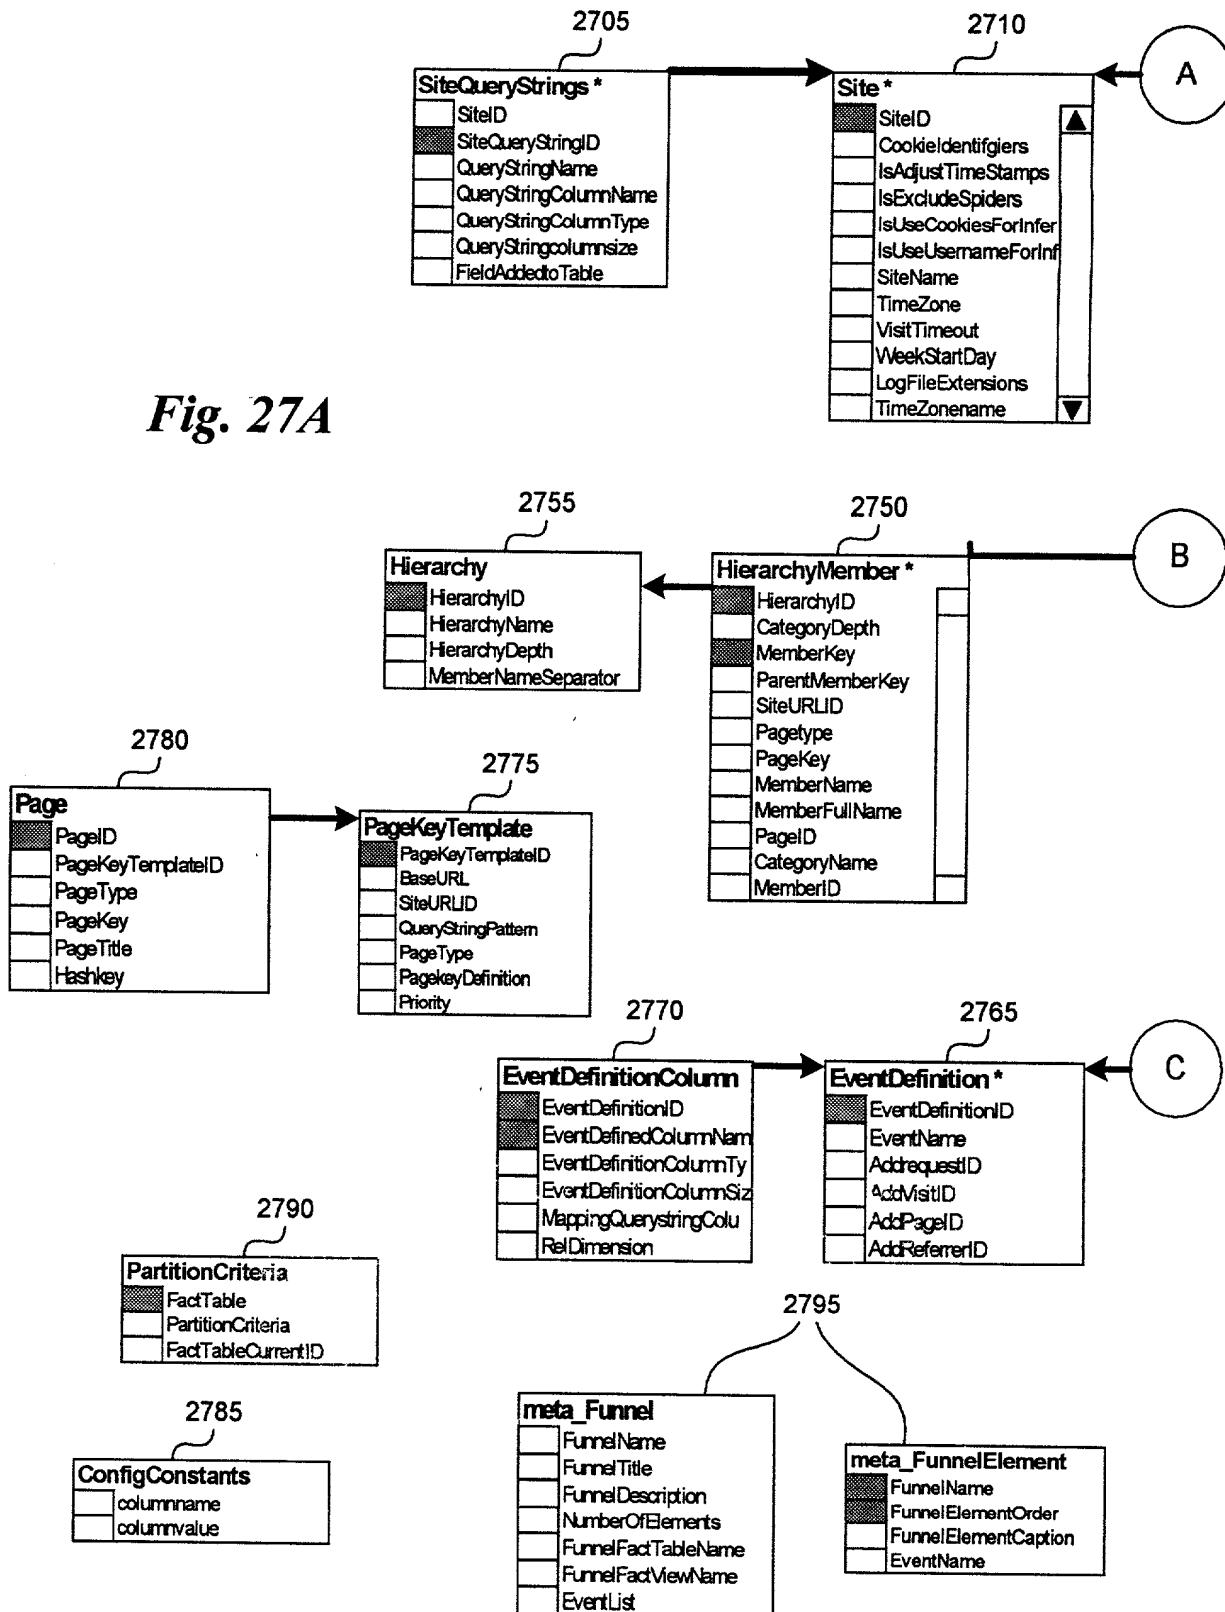 2705
2710
A
SiteQueryStrings *
SiteID
SiteQueryStringID
QueryStringName
QueryStringColumnName
QueryStringColumnType
QueryStringcolumnsize
FieldAddedtoTable
Site *
SiteID
CookieIdentifgiers
IsAdjustTimeStamps
IsExcludeSpiders
IsUseCookiesForInfer
IsUseUsernameForInf
SiteName
TimeZone
VisitTimeout
WeekStartDay
LogFileExtensions
TimeZonename
Fig. 27A
2755
2750
B
Hierarchy
HierarchyID
HierarchyName
HierarchyDepth
MemberNameSeparator
HierarchyMember *
HierarchyID
CategoryDepth
MemberKey
ParentMemberKey
SiteURLID
Pagetype
PageKey
MemberName
MemberFullName
PageID
CategoryName
MemberID
2780
2775
Page
PageID
PageKeyTemplateID
PageType
PageKey
PageTitle
Hashkey
PageKeyTemplate
PageKeyTemplateID
BaseURL
SiteURLID
QueryStringPattern
PageType
PagekeyDefinition
Priority
2770
2765
C
EventDefinitionColumn
EventDefinitionID
EventDefinedColumnNam
EventDefinitionColumnTy
EventDefinitionColumnSiz
MappingQuerystringColu
RelDimension
EventDefinition *
EventDefinitionID
EventName
AddrequestID
AddVisitID
AddPageID
AddReferrerID
2790
PartitionCriteria
FactTable
PartitionCriteria
FactTableCurrentID
2795
2785
ConfigConstants
columnname
columnvalue
meta_Funnel
FunnelName
FunnelTitle
FunnelDescription
NumberOfElements
FunnelFactTableName
FunnelFactViewName
EventList
meta_FunnelElement
FunnelName
FunnelElementOrder
FunnelElementCaption
EventName